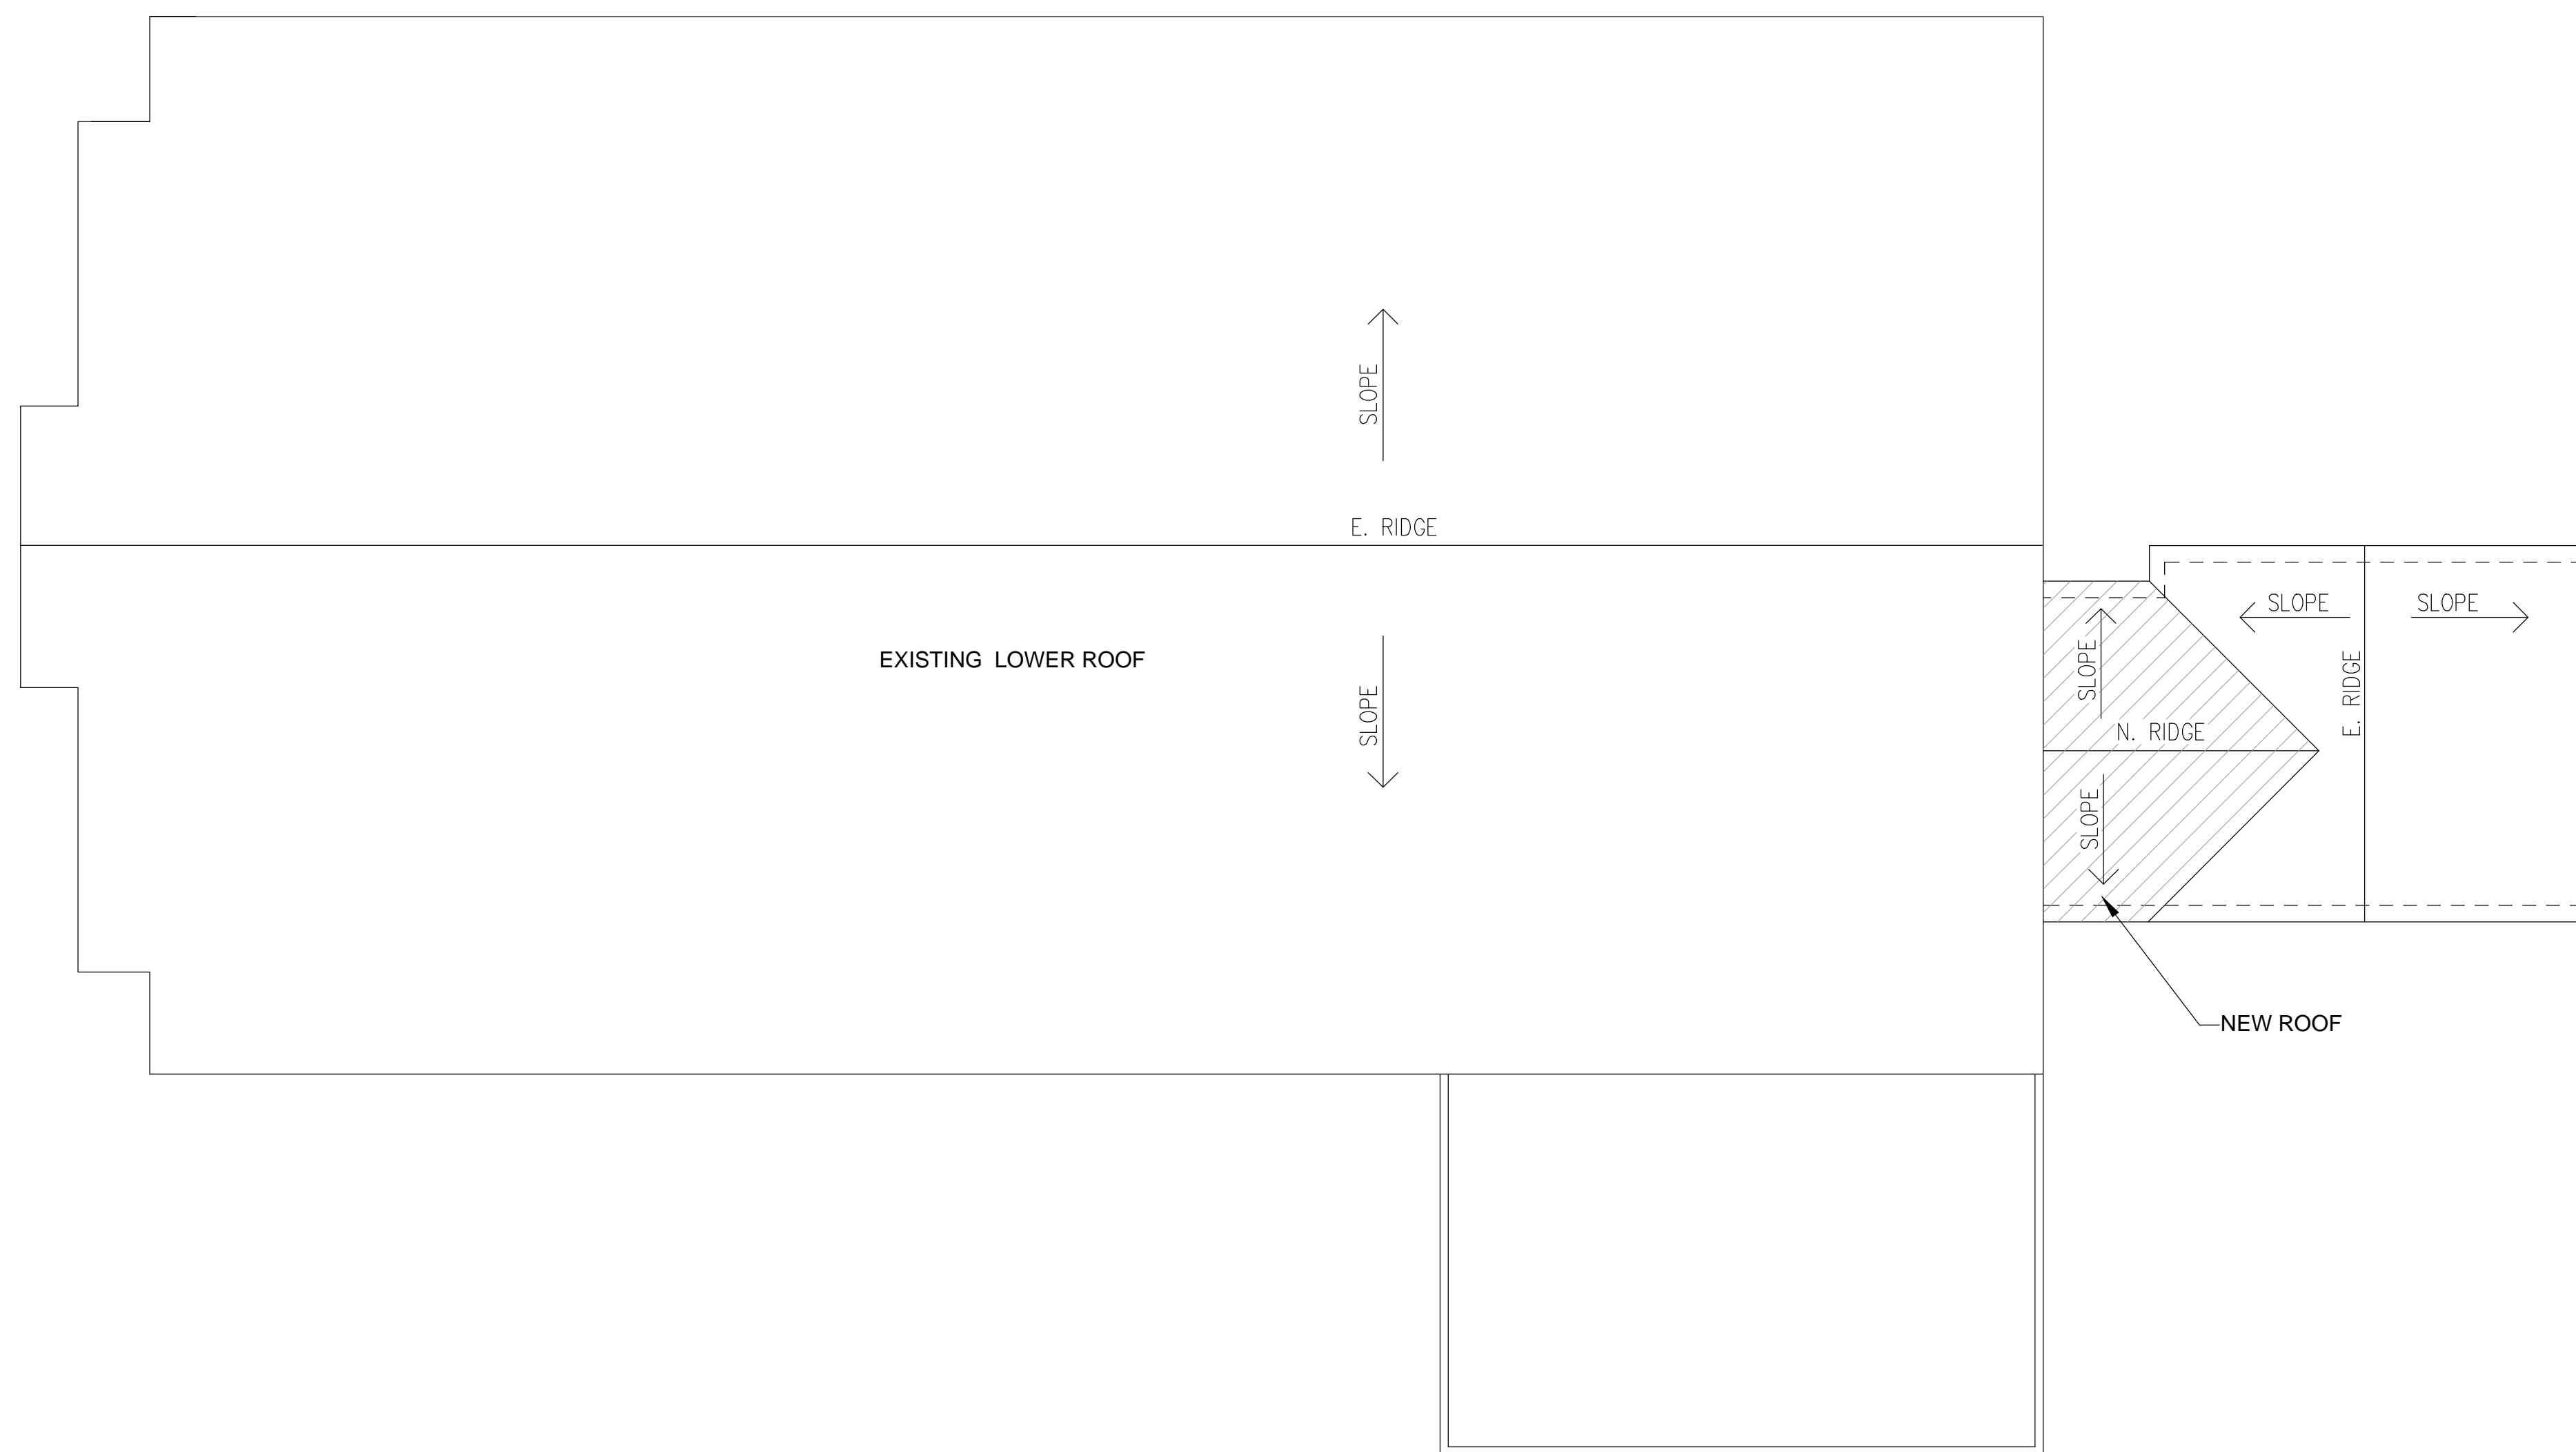 SLOPE
E. RIDGE
EXISTING LOWER ROOF
SLOPE
SLOPE
SLOPE
SLOPE
E. RIDGE
N. RIDGE
SLOPE
NEW ROOF